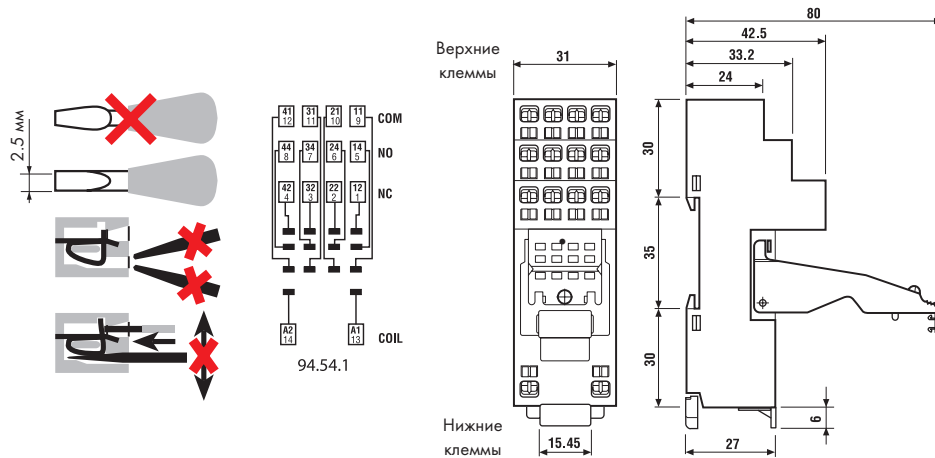 2.5 мм
41 31 21 11
12 11 10 9
COM
44 34 24 14
8 7 6 5
NO
42 32 22 12
4 3 2 1
NC
A2 A1
14 13
COIL
94.54.1
Верхние
клеммы
31
Нижние
клеммы
15.45
80
42.5
33.2
24
30
35
30
6
27